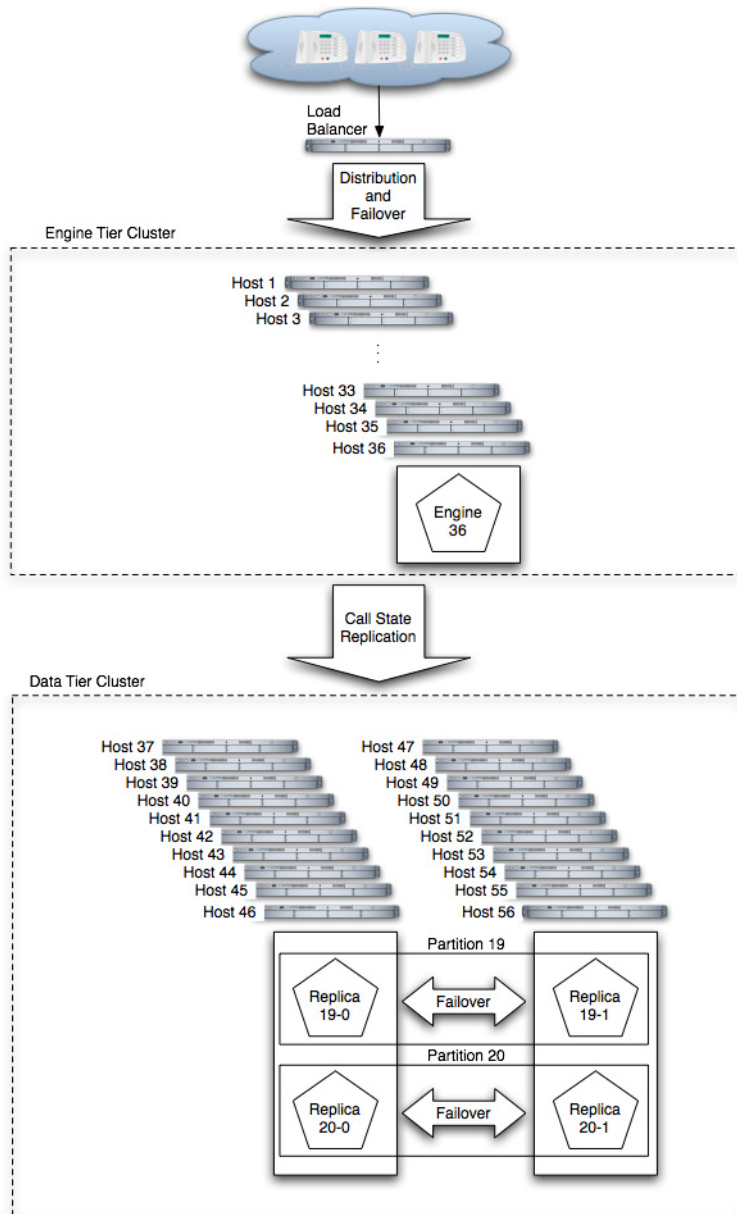 Load
Balancer
Distribution
and
Failover
Engine Tier Cluster
Host 1
Host 2
Host 3
Host 33
Host 34
Host 35
Host 36
Engine
36
Call State
Replication
Data Tier Cluster
Host 37
Host 38
Host 39
Host 40
Host 41
Host 42
Host 43
Host 44
Host 45
Host 46
Host 47
Host 48
Host 49
Host 50
Host 51
Host 52
Host 53
Host 54
Host 55
Host 56
Partition 19
Replica
19-0
Failover
Replica
19-1
Partition 20
Replica
20-0
Failover
Replica
20-1